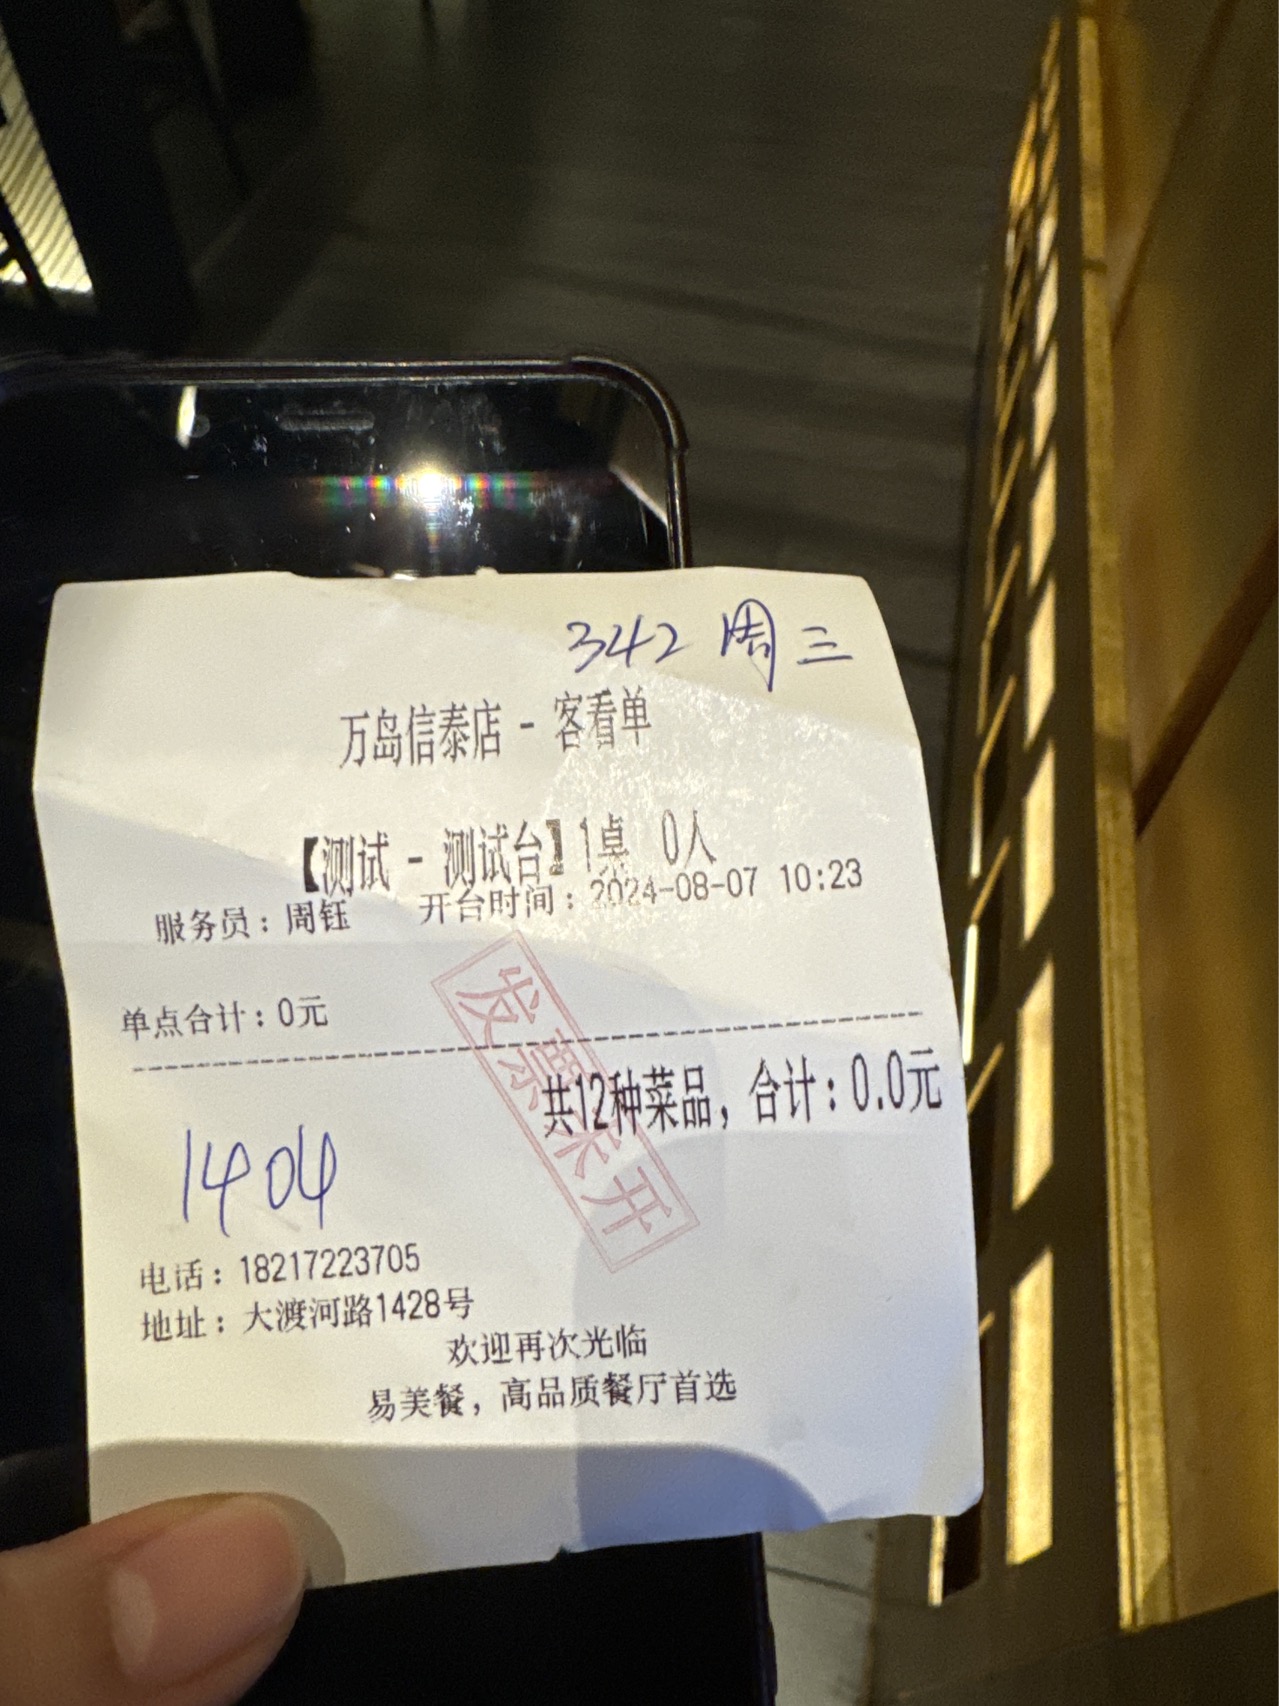 342 周三
万岛信泰店 - 客看单
【测试 - 测试台】1桌 0人
服务员：周钰 开台时间：2024-08-07 10:23
单点合计：0元
发票未开
共12种菜品，合计：0.0元
1404
电话：18217223705
地址：大渡河路1428号
欢迎再次光临
易美餐，高品质餐厅首选